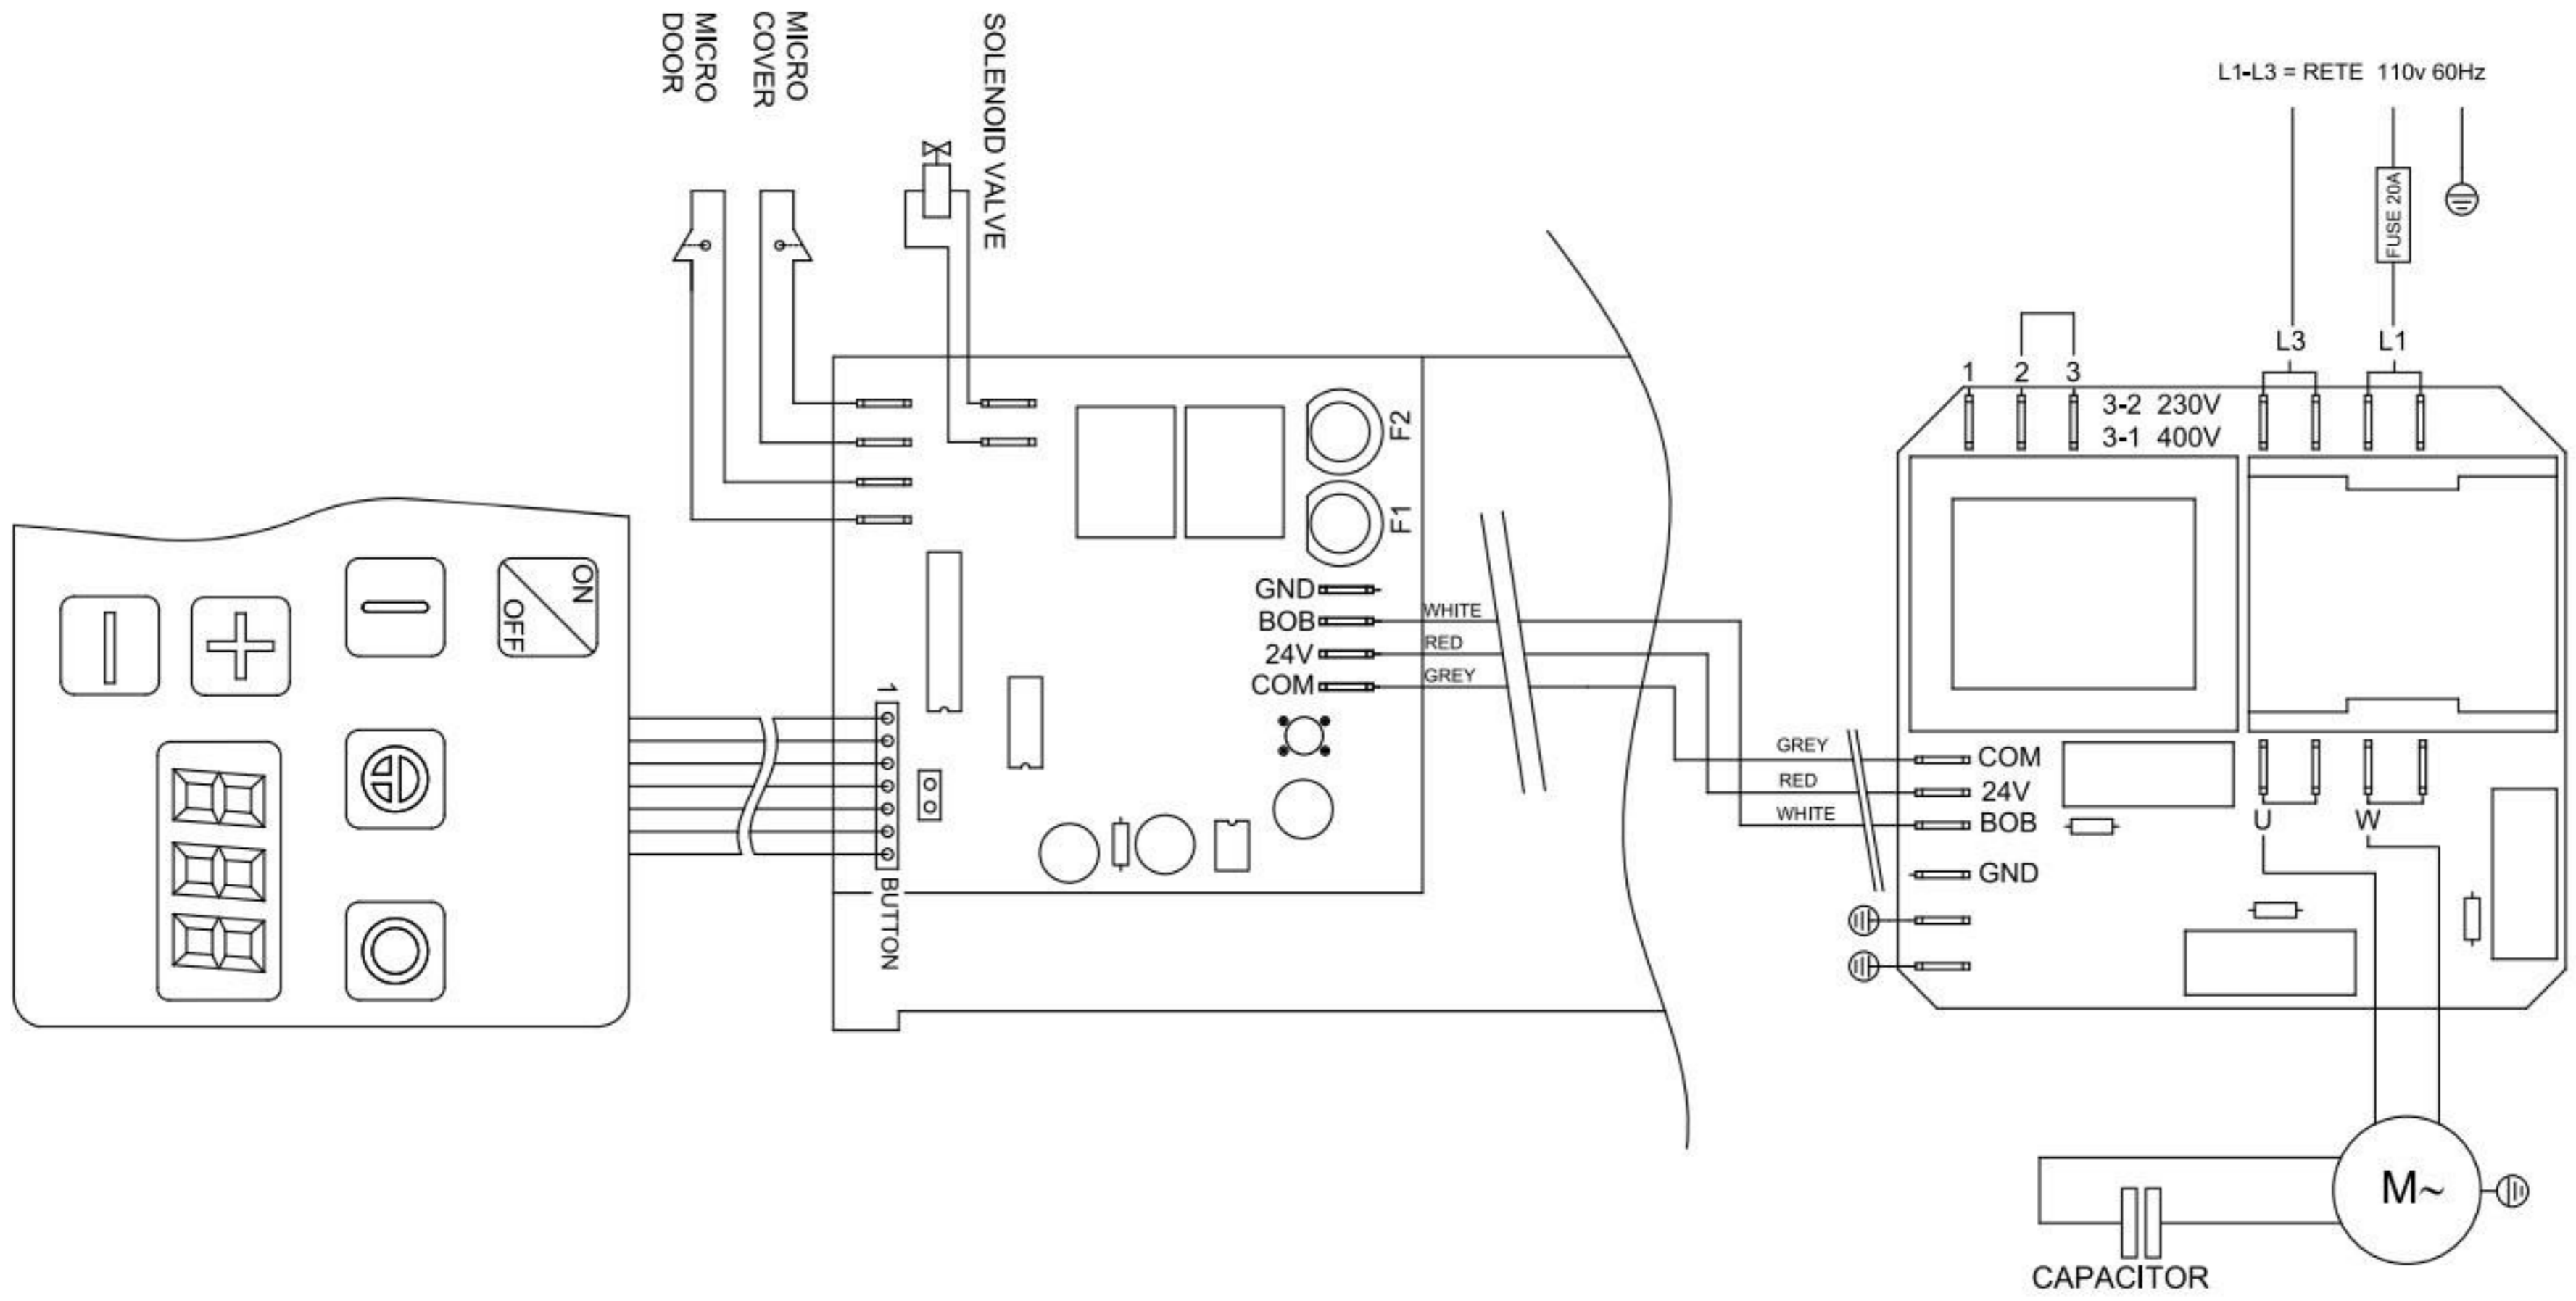 MICRO
DOOR
MICRO
COVER
SOLENOID VALVE
L1-L3 = RETE 110v 60Hz
FUSE 20A
L3
L1
1
2
3
3-2 230V
3-1 400V
F2
F1
GND
BOB
24V
COM
WHITE
RED
GREY
ON
OFF
1
BUTTON
GREY
RED
WHITE
COM
24V
BOB
GND
U
W
M~
CAPACITOR